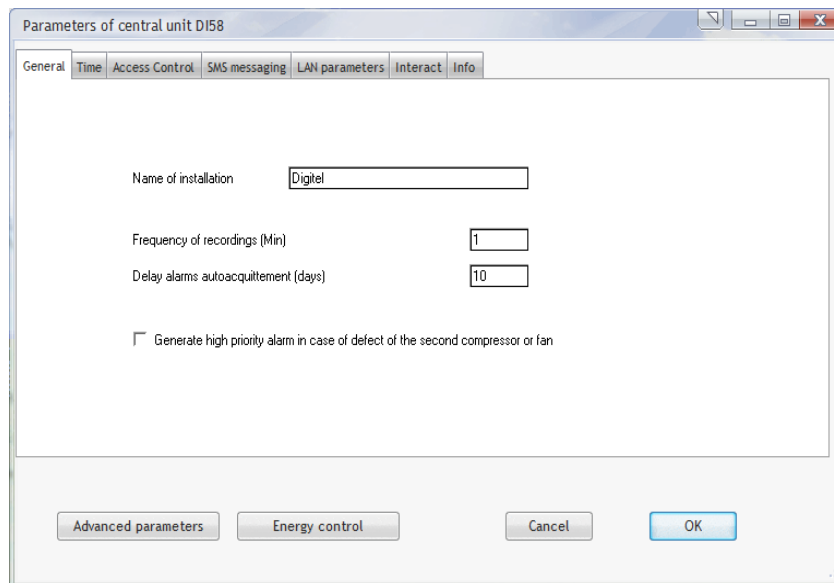 Parameters of central unit DI58
General Time Access Control SMS messaging LAN parameters Interact Info
Name of installation Digitel
Frequency of recordings (Min) 1
Delay alarms autoacquittement (days) 10
Generate high priority alarm in case of defect of the second compressor or fan
Advanced parameters Energy control Cancel OK